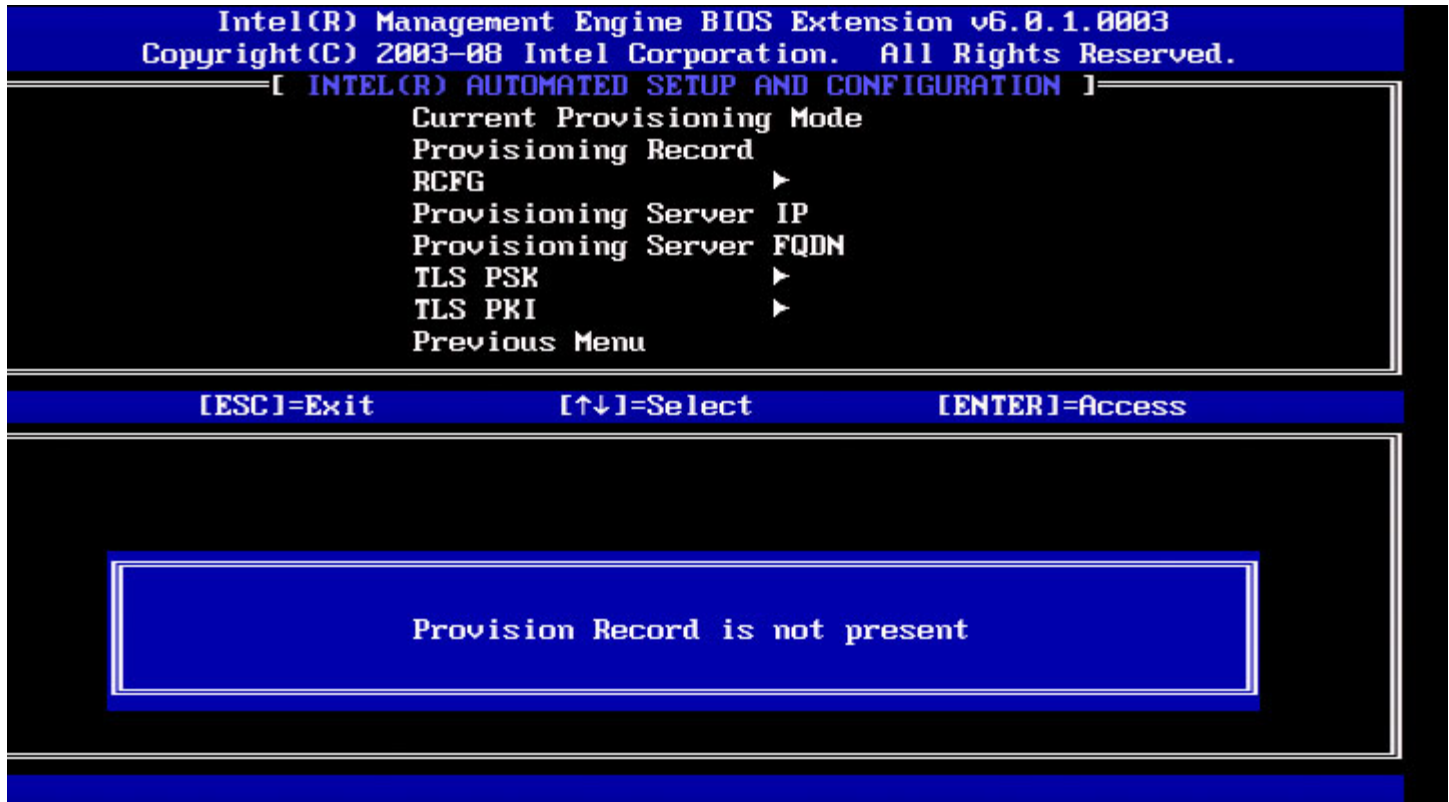 Intel(R) Management Engine BIOS Extension v6.0.1.0003
Copyright(C) 2003-08 Intel Corporation. All Rights Reserved.
[ INTEL(R) AUTOMATED SETUP AND CONFIGURATION ]
Current Provisioning Mode
Provisioning Record
RCFG ►
Provisioning Server IP
Provisioning Server FQDN
TLS PSK ►
TLS PKI ►
Previous Menu
[ESC]=Exit [↑↓]=Select [ENTER]=Access
Provision Record is not present